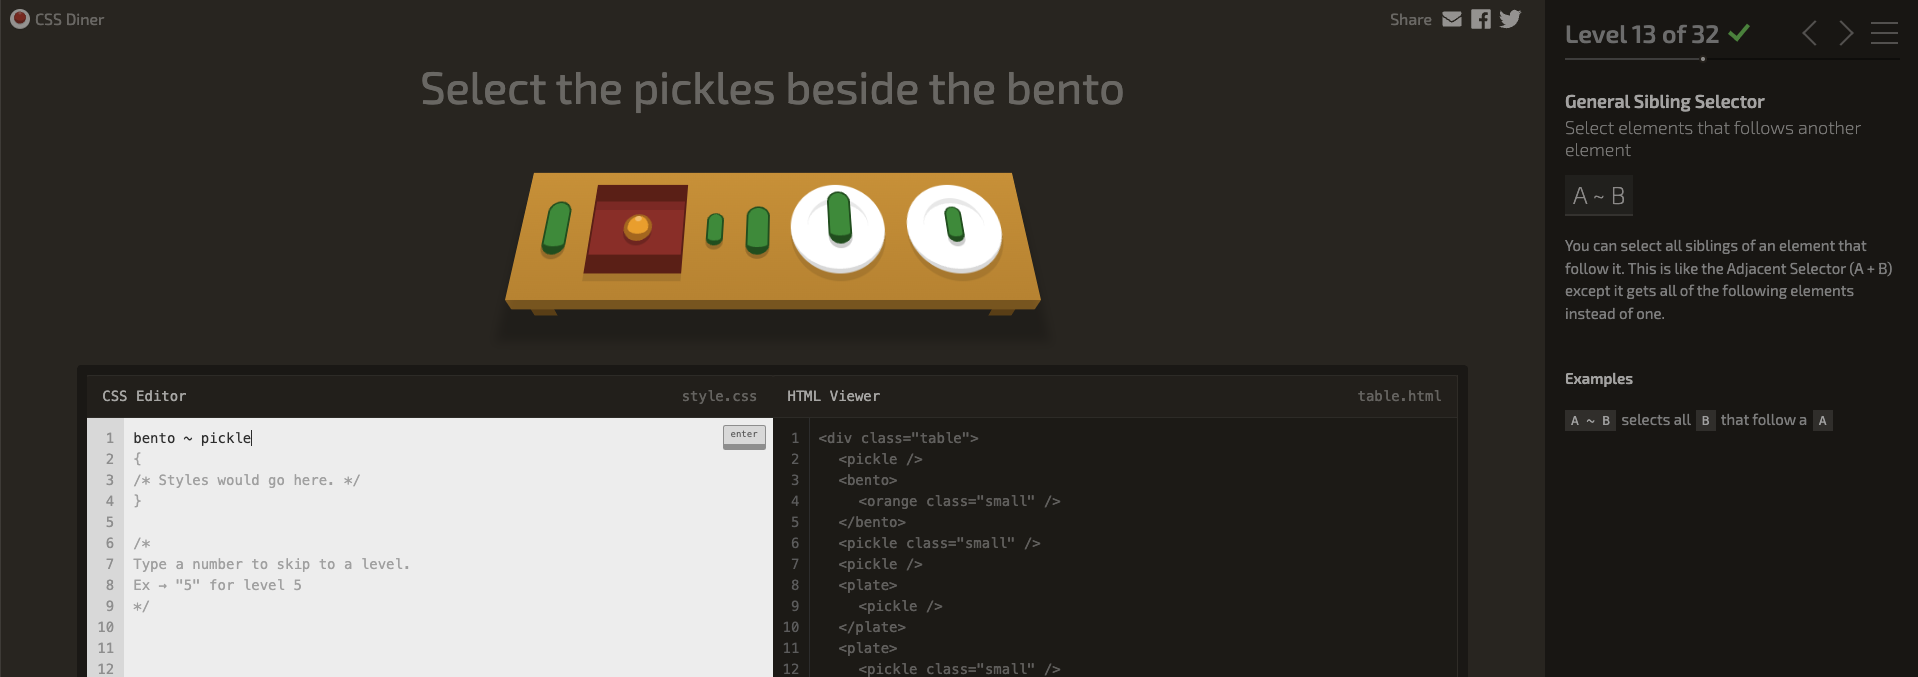 CSS Diner
Share
Select the pickles beside the bento
CSS Editor
style.css
1 bento ~ pickle
enter
2 {
3 /* Styles would go here. */
4 }
5
6 /*
7 Type a number to skip to a level.
8 Ex → "5" for level 5
9 */
10
11
12
HTML Viewer
table.html
1 <div class="table">
2 <pickle />
3 <bento>
4 <orange class="small" />
5 </bento>
6 <pickle class="small" />
7 <pickle />
8 <plate>
9 <pickle />
10 </plate>
11 <plate>
12 <pickle class="small" />
Level 13 of 32
General Sibling Selector
Select elements that follows another
element
A ~ B
You can select all siblings of an element that
follow it. This is like the Adjacent Selector (A + B)
except it gets all of the following elements
instead of one.
Examples
A ~ B selects all B that follow a A